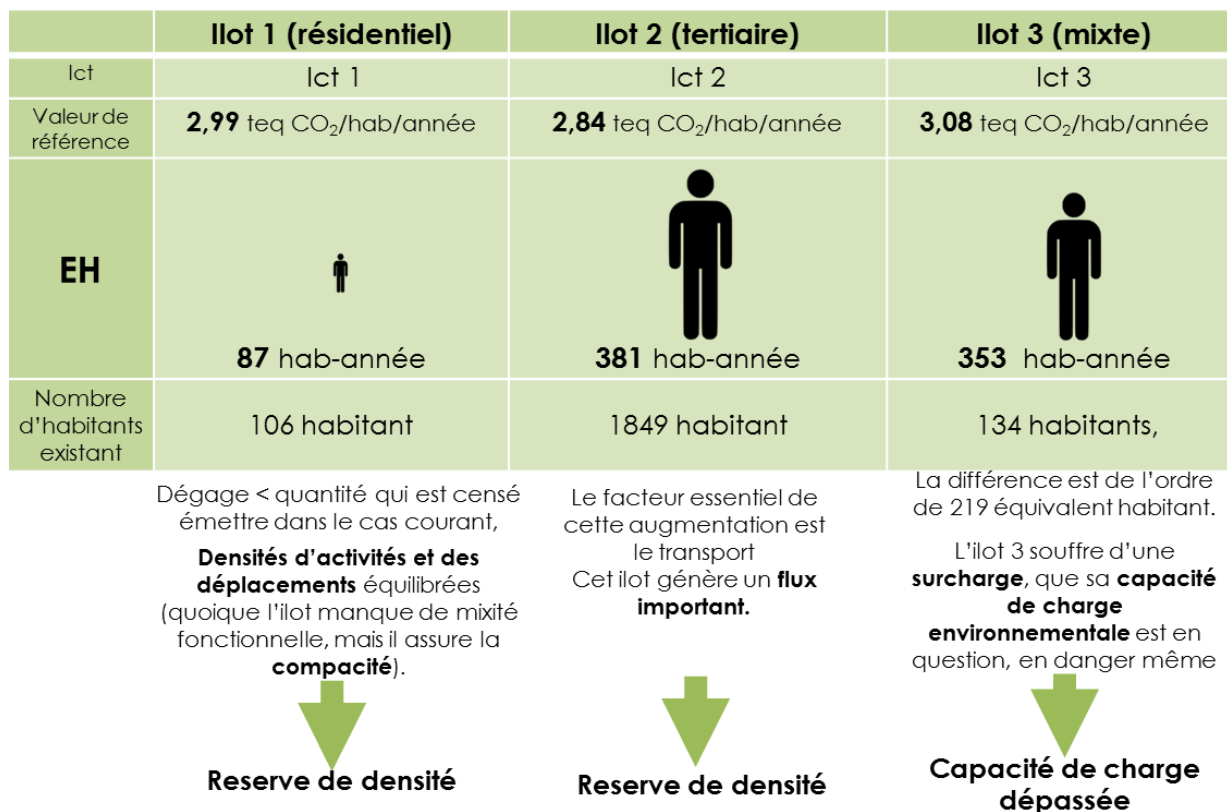 Ilot 1 (résidentiel) Ilot 2 (tertiaire) Ilot 3 (mixte)
Ict Ict 1 Ict 2 Ict 3
Valeur de
référence
2,99 teq CO₂/hab/année 2,84 teq CO₂/hab/année 3,08 teq CO₂/hab/année
EH
87 hab-année 381 hab-année 353 hab-année
Nombre
d'habitants
existant
106 habitant 1849 habitant 134 habitants,
Dégage < quantité qui est censé
émettre dans le cas courant,
Densités d'activités et des
déplacements équilibrées
(quoique l'ilot manque de mixité
fonctionnelle, mais il assure la
compacité).
Reserve de densité
Le facteur essentiel de
cette augmentation est
le transport
Cet ilot génère un flux
important.
Reserve de densité
La différence est de l'ordre
de 219 équivalent habitant.
L'ilot 3 souffre d'une
surcharge, que sa capacité
de charge
environnementale est en
question, en danger même
Capacité de charge
dépassée